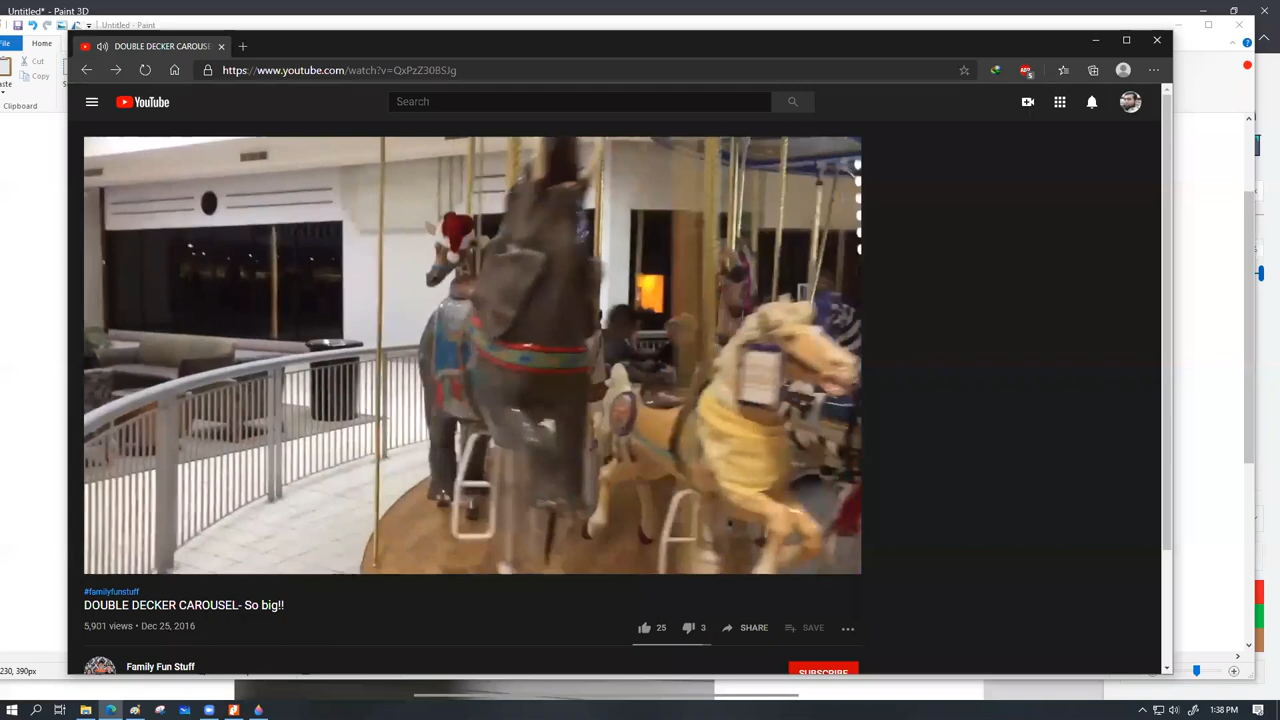 Untitled* - Paint 3D
Untitled - Paint
File
Home
Cut
Copy
Clipboard
DOUBLE DECKER CAROUSE
https://www.youtube.com/watch?v=QxPzZ30BSJg
YouTube
Search
#familyfunstuff
DOUBLE DECKER CAROUSEL- So big!!
5,901 views • Dec 25, 2016
25
3
SHARE
SAVE
Family Fun Stuff
SUBSCRIBE
230, 390px
1:38 PM